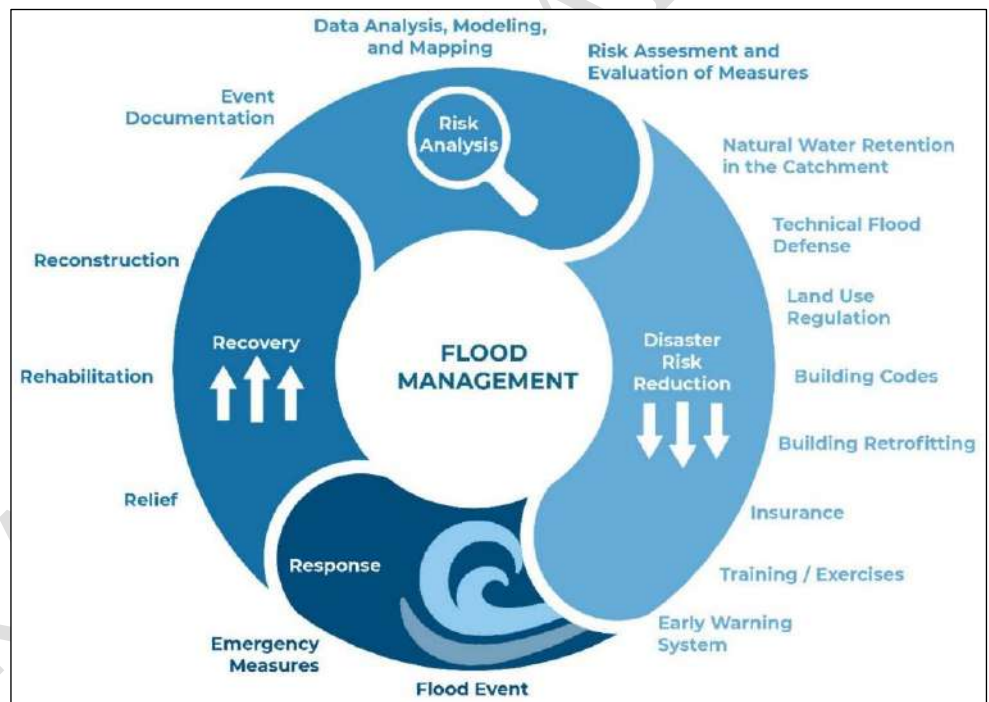 Data Analysis, Modeling,
and Mapping
Risk Assesment and
Evaluation of Measures
Event
Documentation
Risk
Analysis
Natural Water Retention
in the Catchment
Technical Flood
Defense
Reconstruction
Land Use
Regulation
Recovery
FLOOD
MANAGEMENT
Disaster
Risk
Reduction
Rehabilitation
Building Codes
Building Retrofitting
Relief
Insurance
Response
Training / Exercises
Early Warning
System
Emergency
Measures
Flood Event